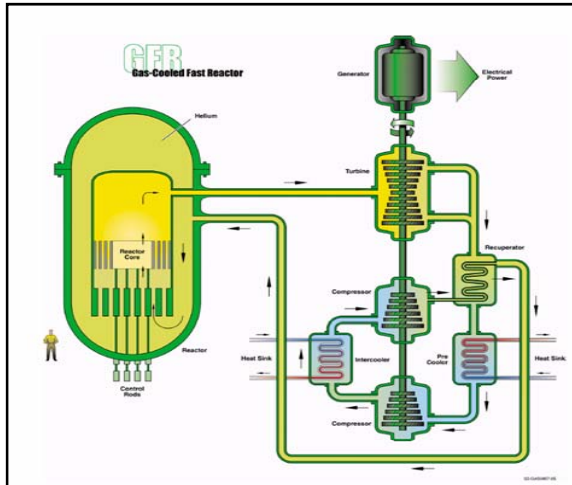 GFR
Gas-Cooled Fast Reactor
Generator
Electrical
Power
Helium
Turbine
Reactor
Core
Recuperator
Compressor
Heat Sink
Intercooler
Pre
Cooler
Heat Sink
Reactor
Control
Rods
Compressor